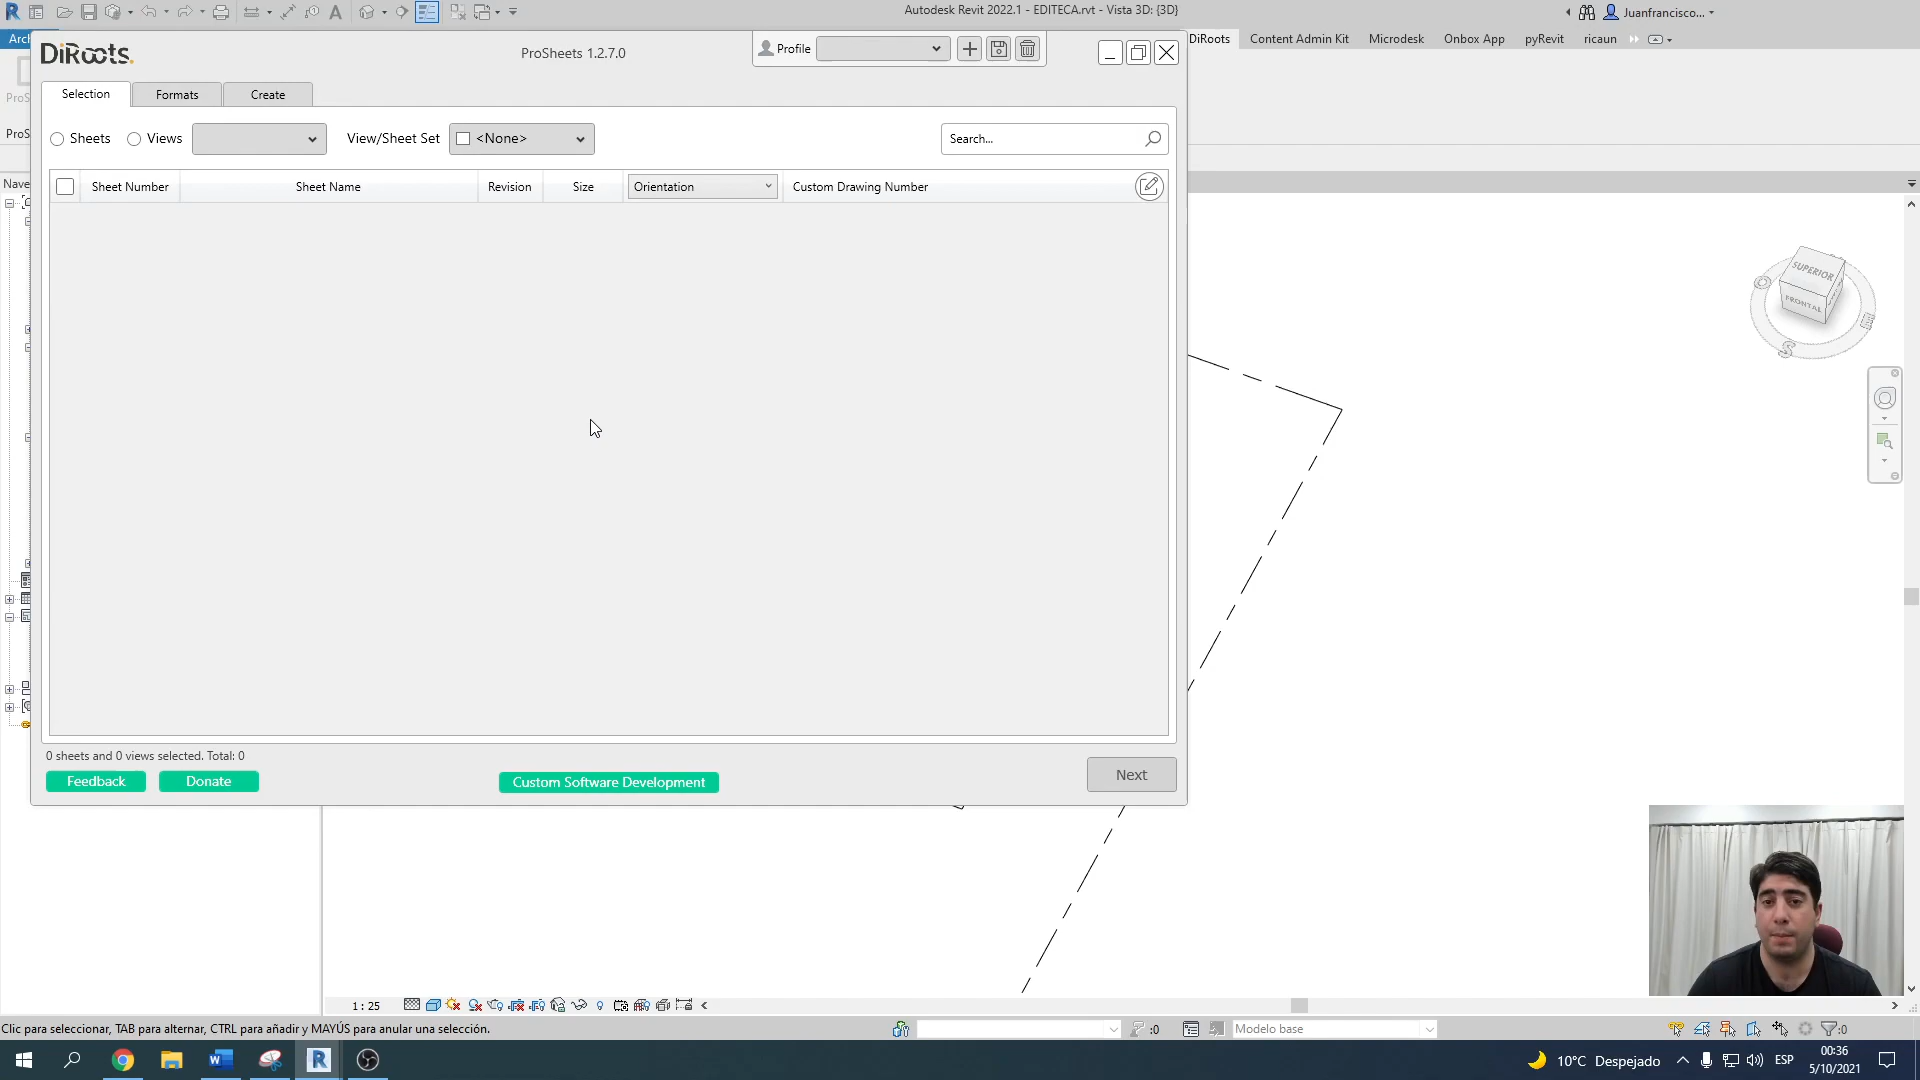 Autodesk Revit 2022.1 - EDITECA.rvt - Vista 3D: {3D}
Juanfrancisco...
DiRoots.
ProSheets 1.2.7.0
Profile
DiRoots
Content Admin Kit
Microdesk
Onbox App
pyRevit
ricaun
Selection
Formats
Create
Sheets
Views
View/Sheet Set
<None>
Search...
Sheet Number
Sheet Name
Revision
Size
Orientation
Custom Drawing Number
SUPERIOR
FRONTAL
O
E
S
0 sheets and 0 views selected. Total: 0
Feedback
Donate
Custom Software Development
Next
1 : 25
Clic para seleccionar, TAB para alternar, CTRL para añadir y MAYÚS para anular una selección.
:0
Modelo base
:0
10°C Despejado
ESP
00:36
5/10/2021